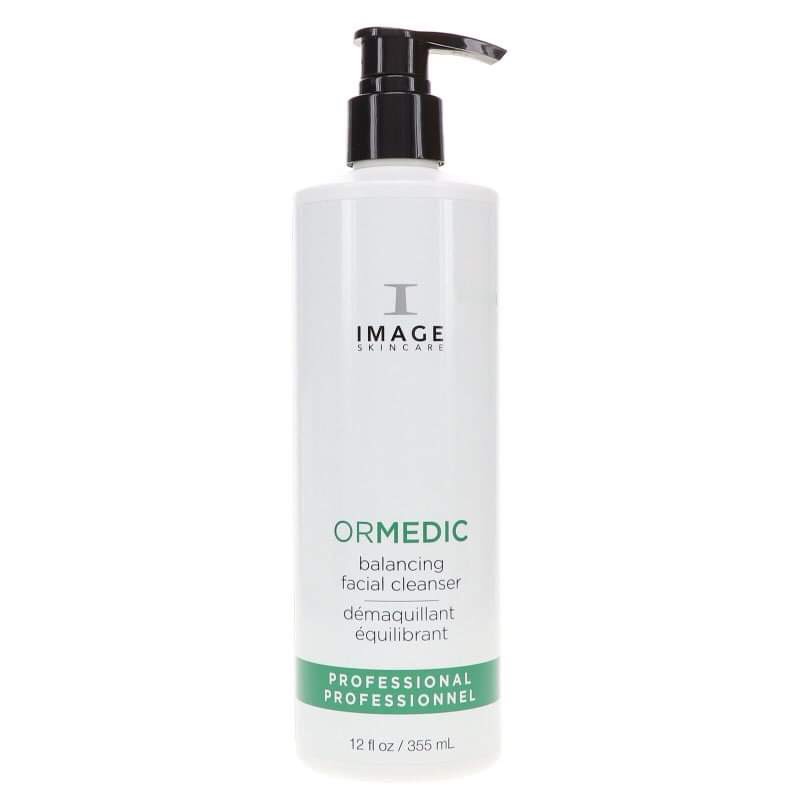 I
IMAGE
SKINCARE
ORMEDIC
balancing
facial cleanser
démaquillant
équilibrant
PROFESSIONAL
PROFESSIONNEL
12 fl oz / 355 mL